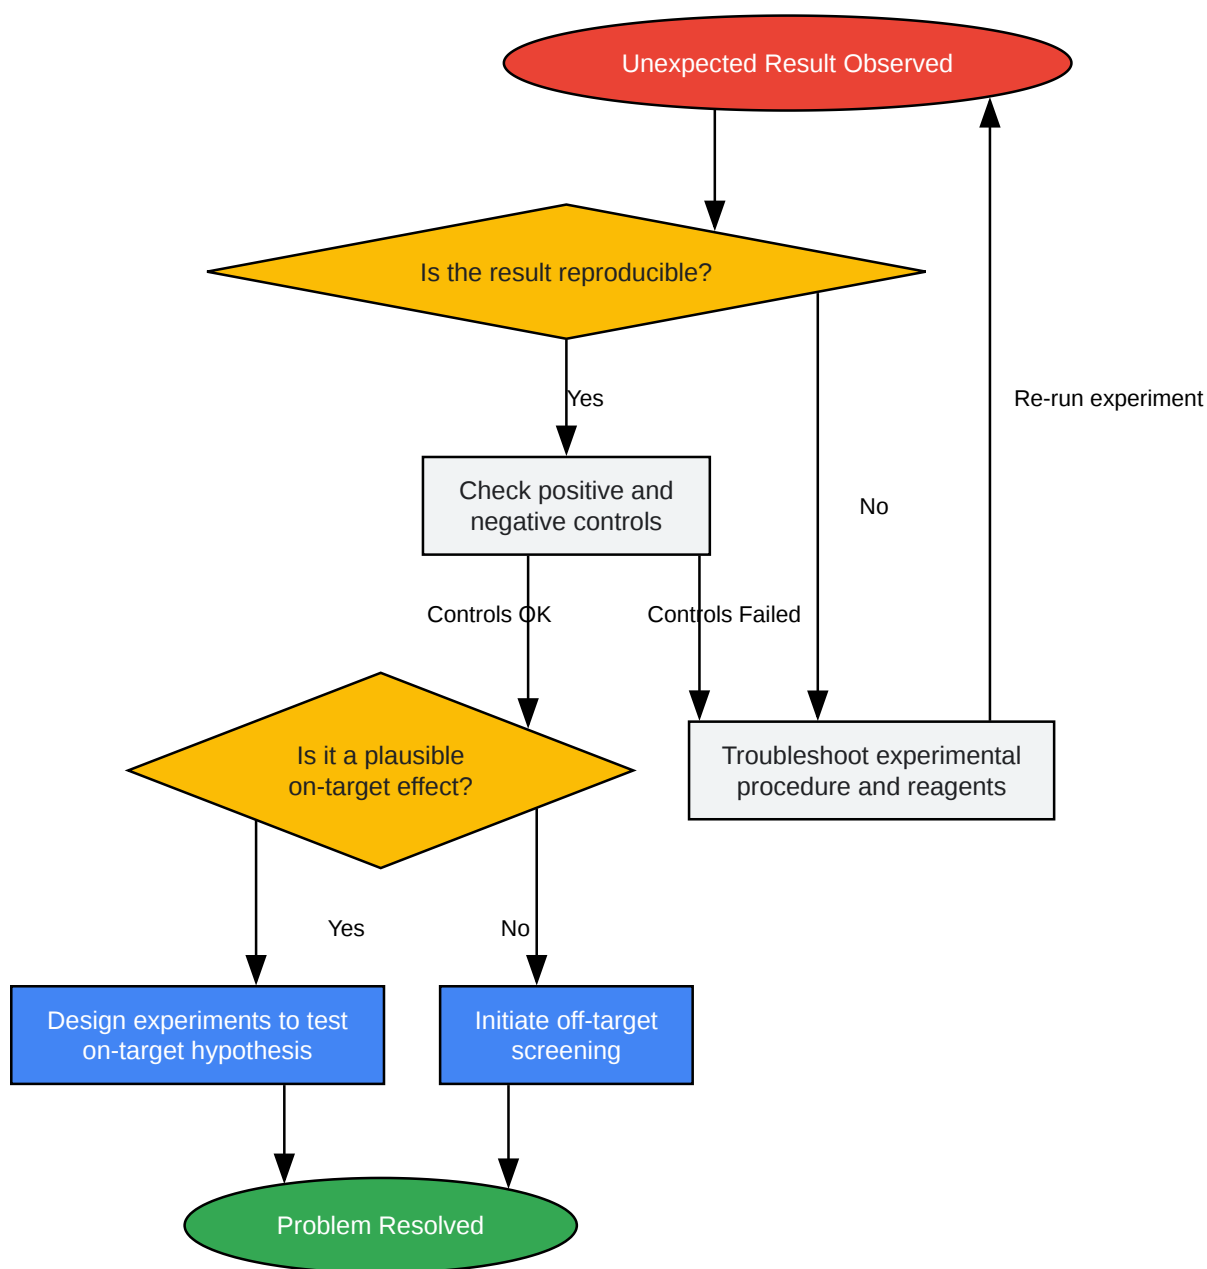 Unexpected Result Observed
Is the result reproducible?
Yes
Re-run experiment
Check positive and
negative controls
No
Controls OK
Controls Failed
Is it a plausible
on-target effect?
Troubleshoot experimental
procedure and reagents
Yes
No
Design experiments to test
on-target hypothesis
Initiate off-target
screening
Problem Resolved